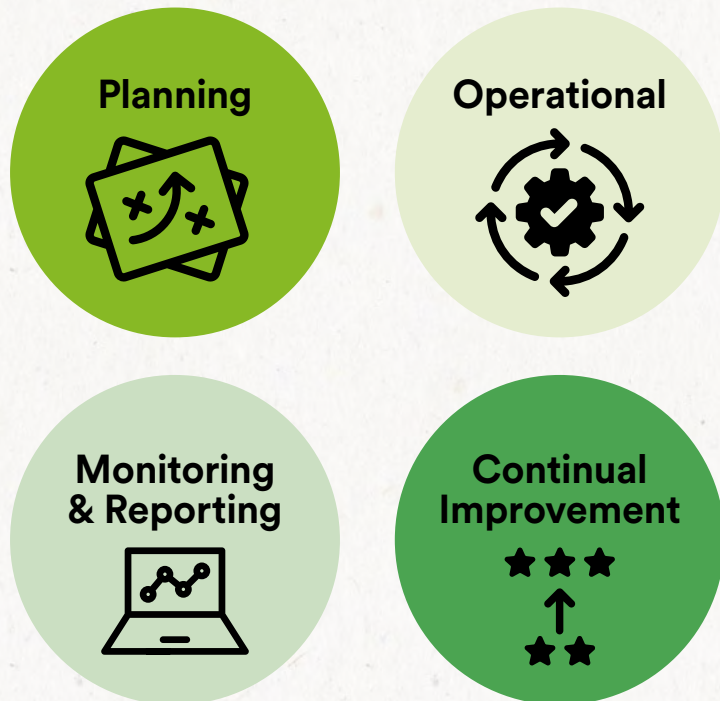 Planning
Operational
Monitoring
& Reporting
Continual
Improvement